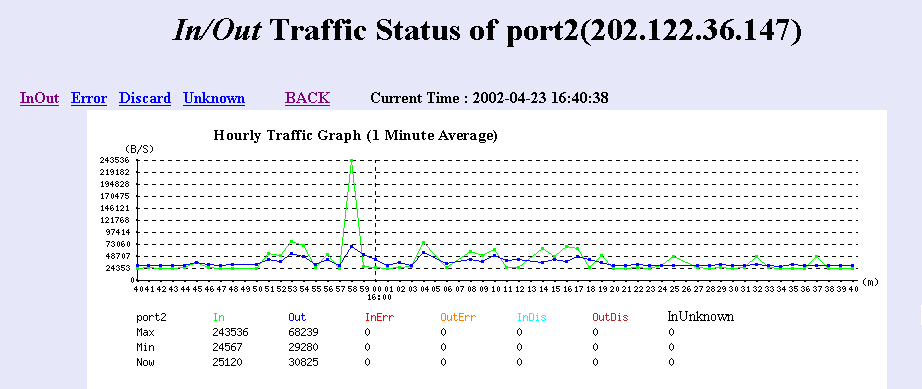 In/Out Traffic Status of port2(202.122.36.147)
InOut Error Discard Unknown BACK Current Time : 2002-04-23 16:40:38
Hourly Traffic Graph (1 Minute Average)
(B/S)
243536
219182
194828
170475
146121
121768
97414
73060
48707
24353
0
40 41 42 43 44 45 46 47 48 49 50 51 52 53 54 55 56 57 58 59 00 01 02 03 04 05 06 07 08 09 10 11 12 13 14 15 16 17 18 19 20 21 22 23 24 25 26 27 28 29 30 31 32 33 34 35 36 37 38 39 40 (m)
16:00
port2 In Out InErr OutErr InDis OutDis InUnknown
Max 243536 68239 0 0 0 0 0
Min 24567 29280 0 0 0 0 0
Now 25120 30825 0 0 0 0 0